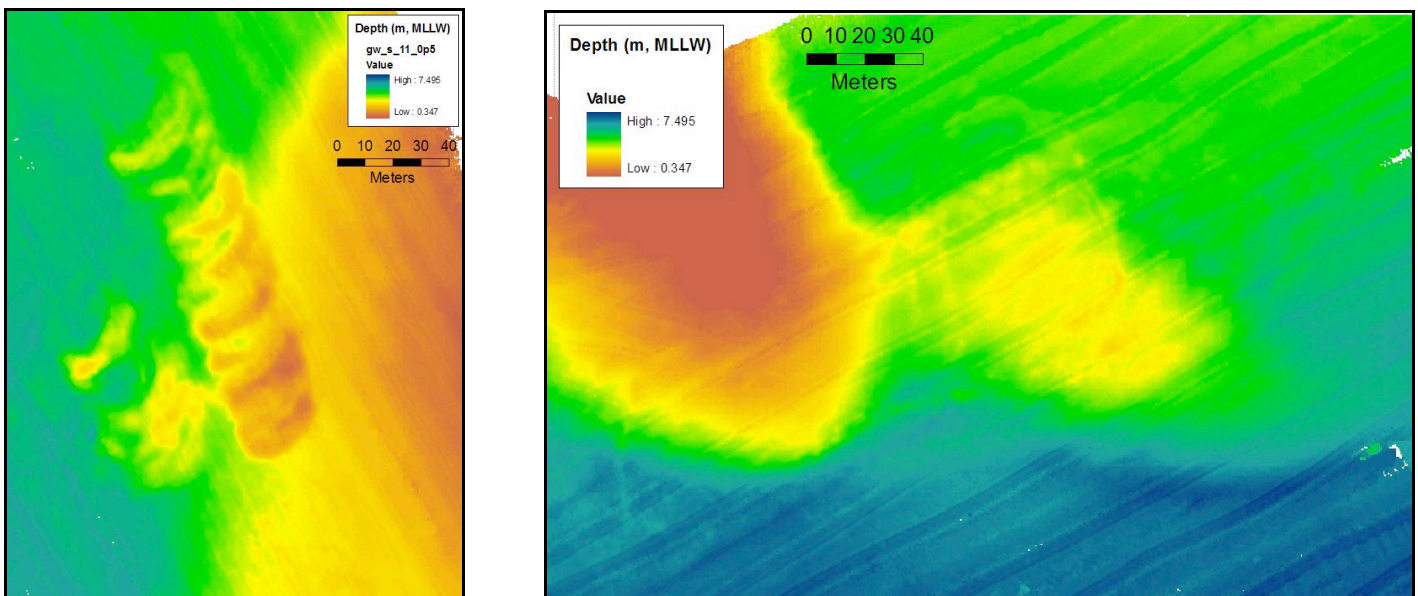 Depth (m, MLLW)
gw_s_11_0p5
Value
High : 7.495
Low : 0.347
0 10 20 30 40
Meters
Depth (m, MLLW)
Value
High : 7.495
Low : 0.347
0 10 20 30 40
Meters